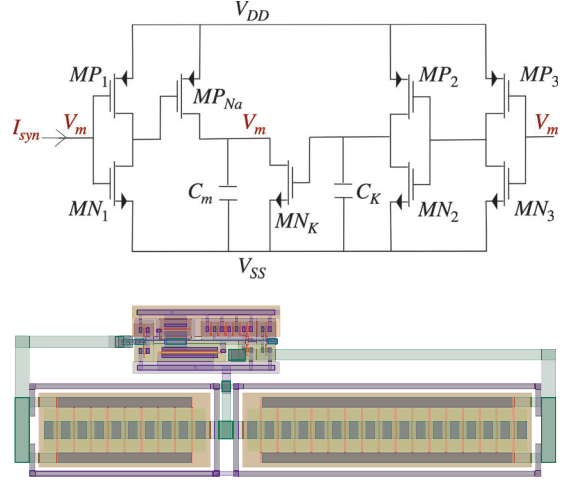 V_DD
MP_1 MP_2 MP_3
MP_Na
I_syn V_m V_m V_m
C_m C_K
MN_1 MN_K MN_2 MN_3
V_SS